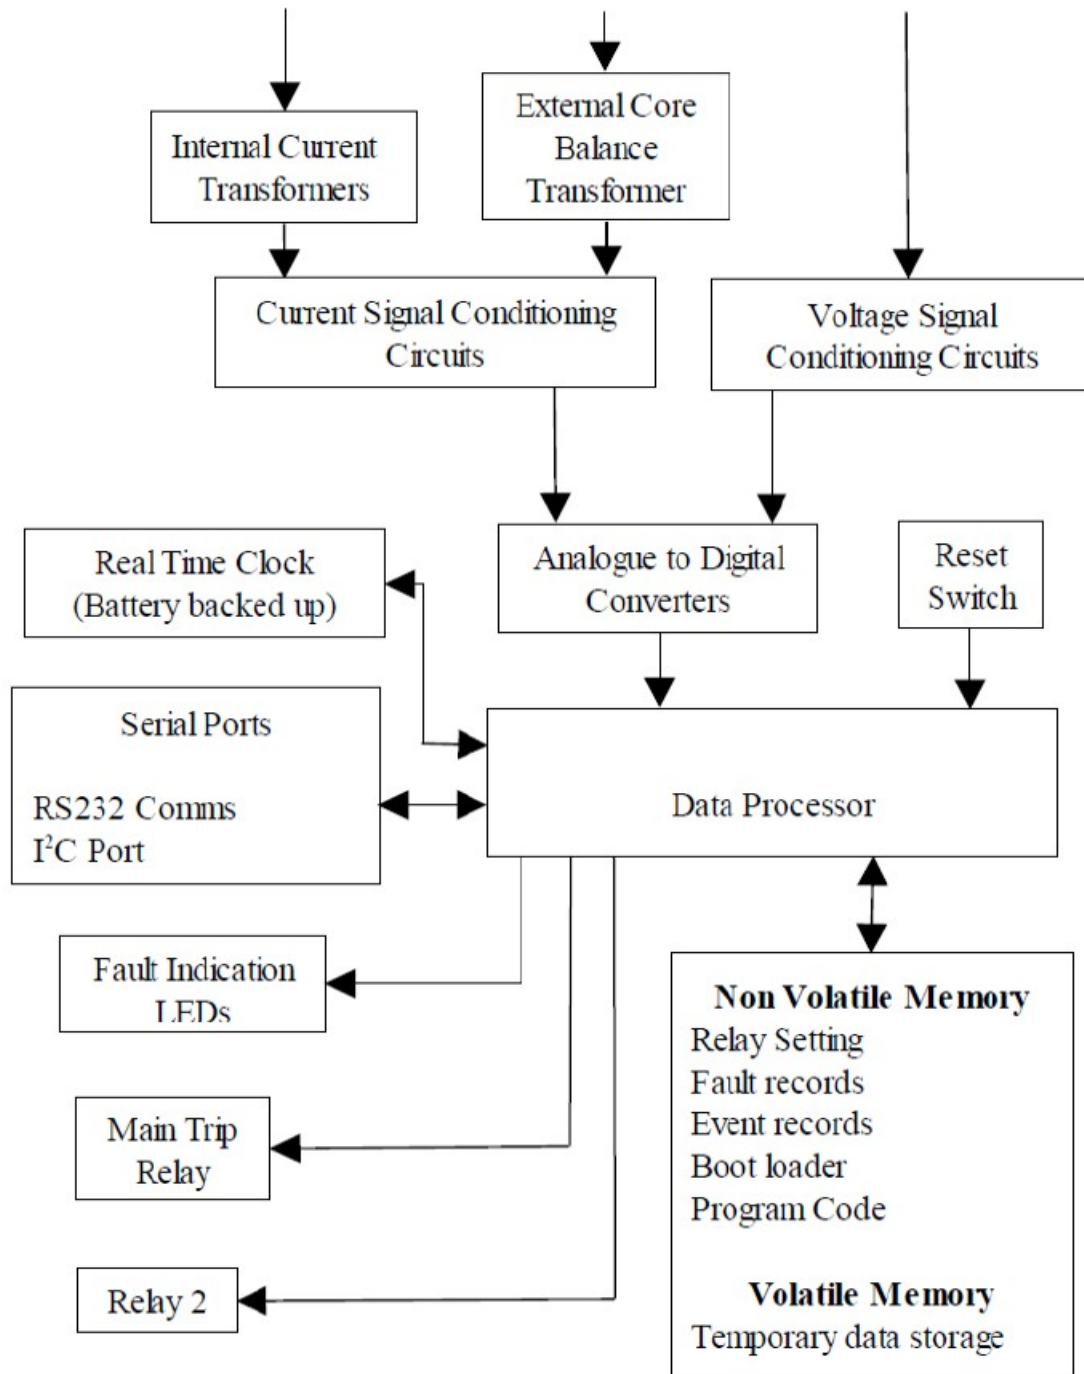 Internal Current
Transformers
External Core
Balance
Transformer
Current Signal Conditioning
Circuits
Voltage Signal
Conditioning Circuits
Real Time Clock
(Battery backed up)
Analogue to Digital
Converters
Reset
Switch
Serial Ports
RS232 Comms
I²C Port
Data Processor
Fault Indication
LEDs
Main Trip
Relay
Relay 2
Non Volatile Memory
Relay Setting
Fault records
Event records
Boot loader
Program Code
Volatile Memory
Temporary data storage